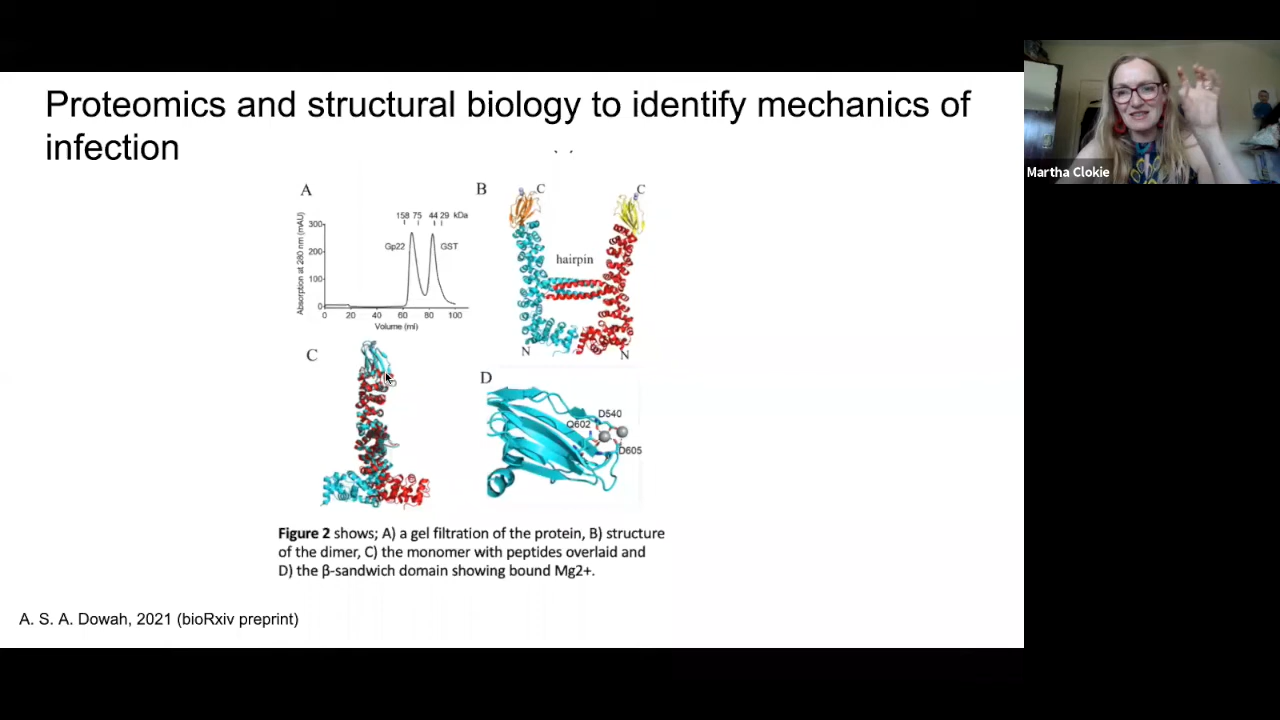 Proteomics and structural biology to identify mechanics of
infection
A
158 75 44 29 kDa
Absorption at 280 nm (mAU)
300
200
100
0
Gp22
GST
0 20 40 60 80 100
Volume (ml)
B
C
C
hairpin
N
N
C
D
D540
Q602
D605
Figure 2 shows; A) a gel filtration of the protein, B) structure
of the dimer, C) the monomer with peptides overlaid and
D) the β-sandwich domain showing bound Mg2+.
A. S. A. Dowah, 2021 (bioRxiv preprint)
Martha Clokie